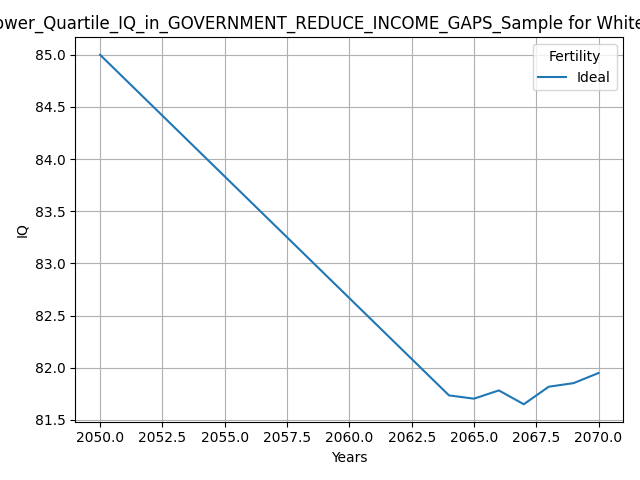 ower_Quartile_IQ_in_GOVERNMENT_REDUCE_INCOME_GAPS_Sample for White
Fertility
Ideal
85.0
84.5
84.0
83.5
83.0
82.5
82.0
81.5
IQ
2050.0 2052.5 2055.0 2057.5 2060.0 2062.5 2065.0 2067.5 2070.0
Years